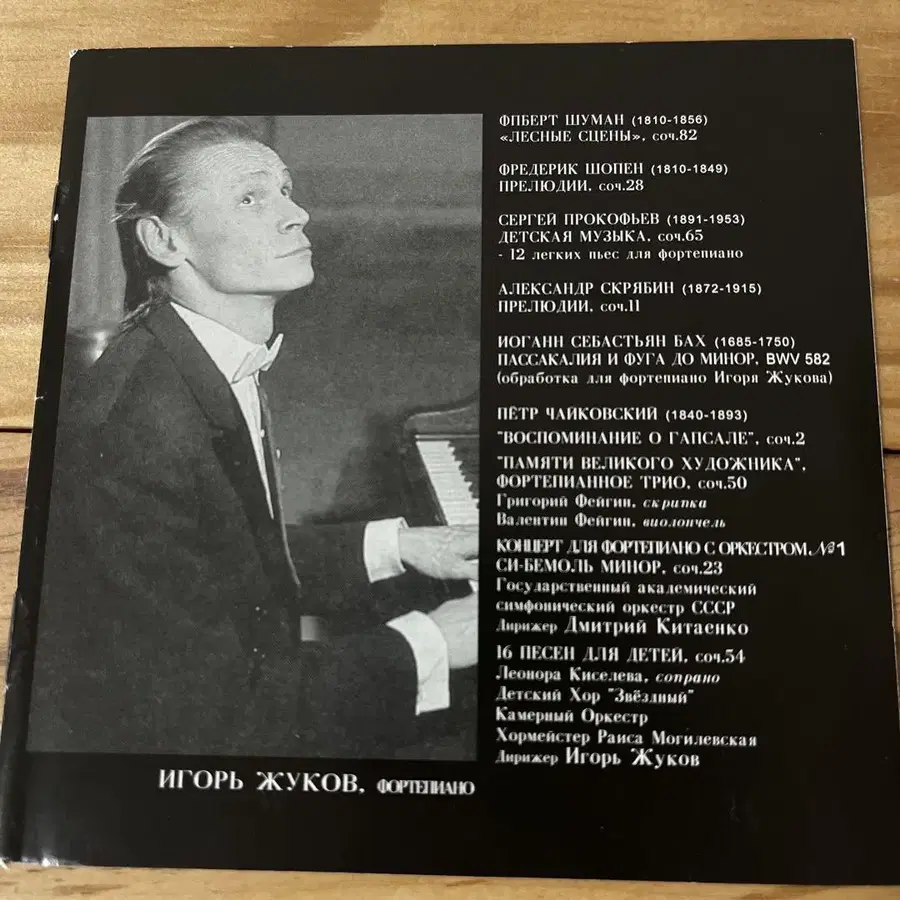 ФПБЕРТ ШУМАН (1810-1856)
«ЛЕСНЫЕ СЦЕНЫ», соч.82
ФРЕДЕРИК ШОПЕН (1810-1849)
ПРЕЛЮДИИ, соч.28
СЕРГЕЙ ПРОКОФЬЕВ (1891-1953)
ДЕТСКАЯ МУЗЫКА, соч.65
- 12 легких пьес для фортепиано
АЛЕКСАНДР СКРЯБИН (1872-1915)
ПРЕЛЮДИИ, соч.11
ИОГАНН СЕБАСТЬЯН БАХ (1685-1750)
ПАССАКАЛИЯ И ФУГА ДО МИНОР, BWV 582
(обработка для фортепиано Игоря Жукова)
ПЁТР ЧАЙКОВСКИЙ (1840-1893)
"ВОСПОМИНАНИЕ О ГАПСАЛЕ", соч.2
"ПАМЯТИ ВЕЛИКОГО ХУДОЖНИКА",
ФОРТЕПИАННОЕ ТРИО, соч.50
Григорий Фейгин, скрипка
Валентин Фейгин, виолончель
КОНЦЕРТ ДЛЯ ФОРТЕПИАНО С ОРКЕСТРОМ №1
СИ-БЕМОЛЬ МИНОР, соч.23
Государственный академический
симфонический оркестр СССР
Дирижер Дмитрий Китаенко
16 ПЕСЕН ДЛЯ ДЕТЕЙ, соч.54
Леонора Киселева, сопрано
Детский Хор "Звёздный"
Камерный Оркестр
Хормейстер Раиса Могилевская
Дирижер Игорь Жуков
ИГОРЬ ЖУКОВ, ФОРТЕПИАНО